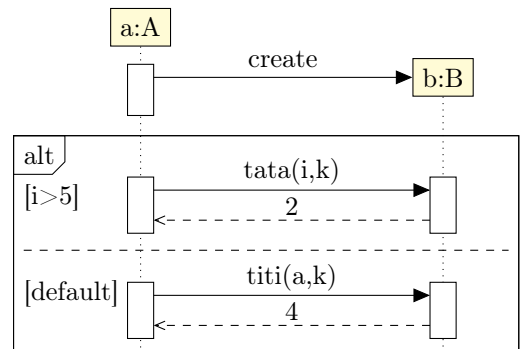 a:A
create
b:B
alt
tata(i,k)
[i>5]
2
titi(a,k)
[default]
4